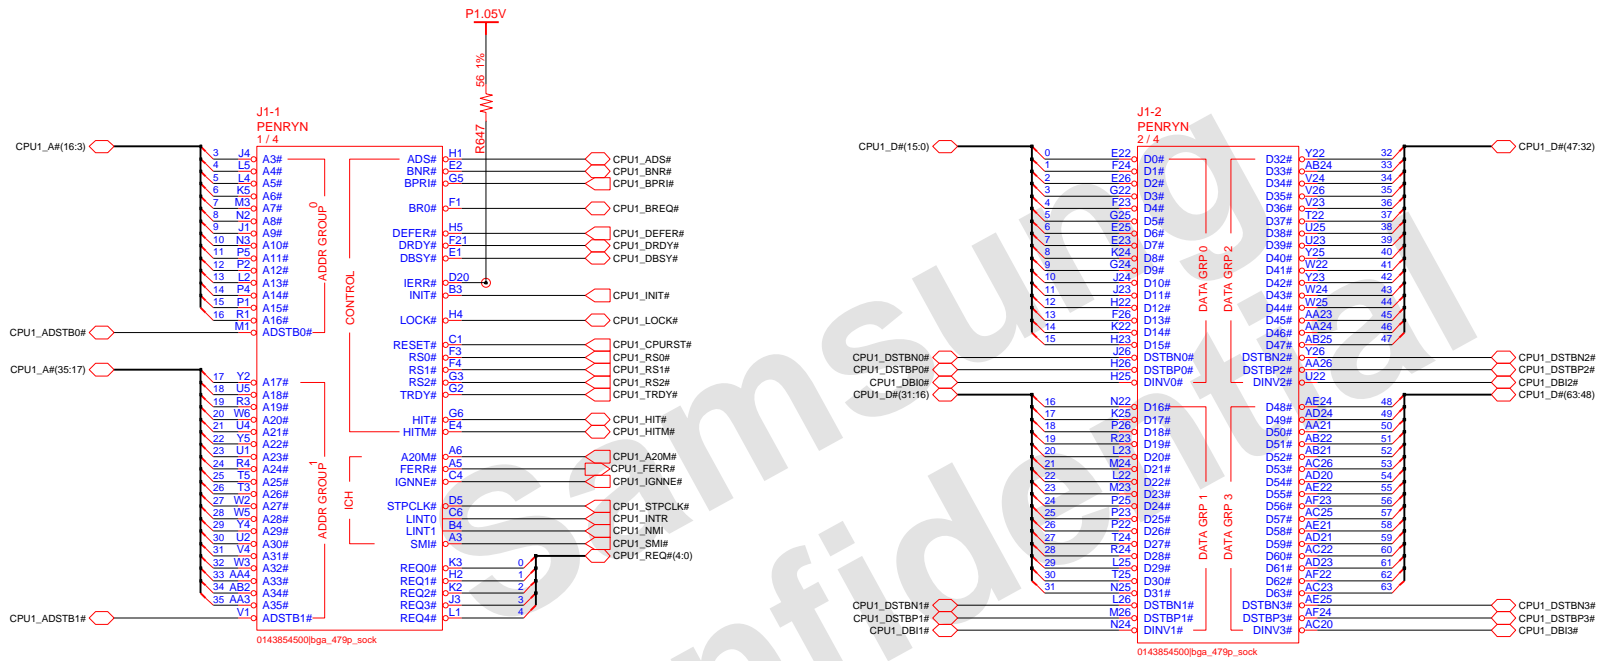 P1.05V
56 1%
R647
J1-1
PENRYN
1 / 4
CPU1_A#(16:3)
3 J4 A3#
4 L5 A4#
5 L4 A5#
6 K5 A6#
7 M3 A7#
8 N2 A8#
9 J1 A9#
10 N3 A10#
11 P5 A11#
12 P2 A12#
13 L2 A13#
14 P4 A14#
15 P1 A15#
16 R1 A16#
CPU1_ADSTB0# M1 ADSTB0#
ADDR GROUP 0
CPU1_A#(35:17)
17 Y2 A17#
18 U5 A18#
19 R3 A19#
20 W6 A20#
21 U4 A21#
22 Y5 A22#
23 U1 A23#
24 R4 A24#
25 T5 A25#
26 T3 A26#
27 W2 A27#
28 W5 A28#
29 Y4 A29#
30 U2 A30#
31 V4 A31#
32 W3 A32#
33 AA4 A33#
34 AB2 A34#
35 AA3 A35#
CPU1_ADSTB1# V1 ADSTB1#
ADDR GROUP 1
CONTROL
ADS# H1 CPU1_ADS#
BNR# E2 CPU1_BNR#
BPRI# G5 CPU1_BPRI#
BR0# F1 CPU1_BREQ#
DEFER# H5 CPU1_DEFER#
DRDY# F21 CPU1_DRDY#
DBSY# E1 CPU1_DBSY#
IERR# D20
INIT# B3 CPU1_INIT#
LOCK# H4 CPU1_LOCK#
RESET# C1 CPU1_CPURST#
RS0# F3 CPU1_RS0#
RS1# F4 CPU1_RS1#
RS2# G3 CPU1_RS2#
TRDY# G2 CPU1_TRDY#
HIT# G6 CPU1_HIT#
HITM# E4 CPU1_HITM#
ICH
A20M# A6 CPU1_A20M#
FERR# A5 CPU1_FERR#
IGNNE# C4 CPU1_IGNNE#
STPCLK# D5 CPU1_STPCLK#
LINT0 C6 CPU1_INTR
LINT1 B4 CPU1_NMI
SMI# A3 CPU1_SMI#
CPU1_REQ#(4:0)
REQ0# K3 0
REQ1# H2 1
REQ2# K2 2
REQ3# J3 3
REQ4# L1 4
0143854500|bga_479p_sock
J1-2
PENRYN
2 / 4
CPU1_D#(15:0)
0 E22 D0#
1 F24 D1#
2 E26 D2#
3 G22 D3#
4 F23 D4#
5 G25 D5#
6 E25 D6#
7 E23 D7#
8 K24 D8#
9 G24 D9#
10 J24 D10#
11 J23 D11#
12 H22 D12#
13 F26 D13#
14 K22 D14#
15 H23 D15#
CPU1_DSTBN0# J26 DSTBN0#
CPU1_DSTBP0# H26 DSTBP0#
CPU1_DBI0# H25 DINV0#
DATA GRP 0
CPU1_D#(31:16)
16 N22 D16#
17 K25 D17#
18 P26 D18#
19 R23 D19#
20 L23 D20#
21 M24 D21#
22 L22 D22#
23 M23 D23#
24 P25 D24#
25 P23 D25#
26 P22 D26#
27 T24 D27#
28 R24 D28#
29 L25 D29#
30 T25 D30#
31 N25 D31#
CPU1_DSTBN1# L26 DSTBN1#
CPU1_DSTBP1# M26 DSTBP1#
CPU1_DBI1# N24 DINV1#
DATA GRP 1
CPU1_D#(47:32)
D32# Y22 32
D33# AB24 33
D34# V24 34
D35# V26 35
D36# V23 36
D37# T22 37
D38# U25 38
D39# U23 39
D40# Y25 40
D41# W22 41
D42# Y23 42
D43# W24 43
D44# W25 44
D45# AA23 45
D46# AA24 46
D47# AB25 47
DSTBN2# Y26 CPU1_DSTBN2#
DSTBP2# AA26 CPU1_DSTBP2#
DINV2# U22 CPU1_DBI2#
DATA GRP 2
CPU1_D#(63:48)
D48# AE24 48
D49# AD24 49
D50# AA21 50
D51# AB22 51
D52# AB21 52
D53# AC26 53
D54# AD20 54
D55# AE22 55
D56# AF23 56
D57# AC25 57
D58# AE21 58
D59# AD21 59
D60# AC22 60
D61# AD23 61
D62# AF22 62
D63# AC23 63
DSTBN3# AE25 CPU1_DSTBN3#
DSTBP3# AF24 CPU1_DSTBP3#
DINV3# AC20 CPU1_DBI3#
DATA GRP 3
0143854500|bga_479p_sock
Samsung
nfidential